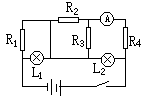 R₂ A
R₁ R₃ R₄
L₁ L₂